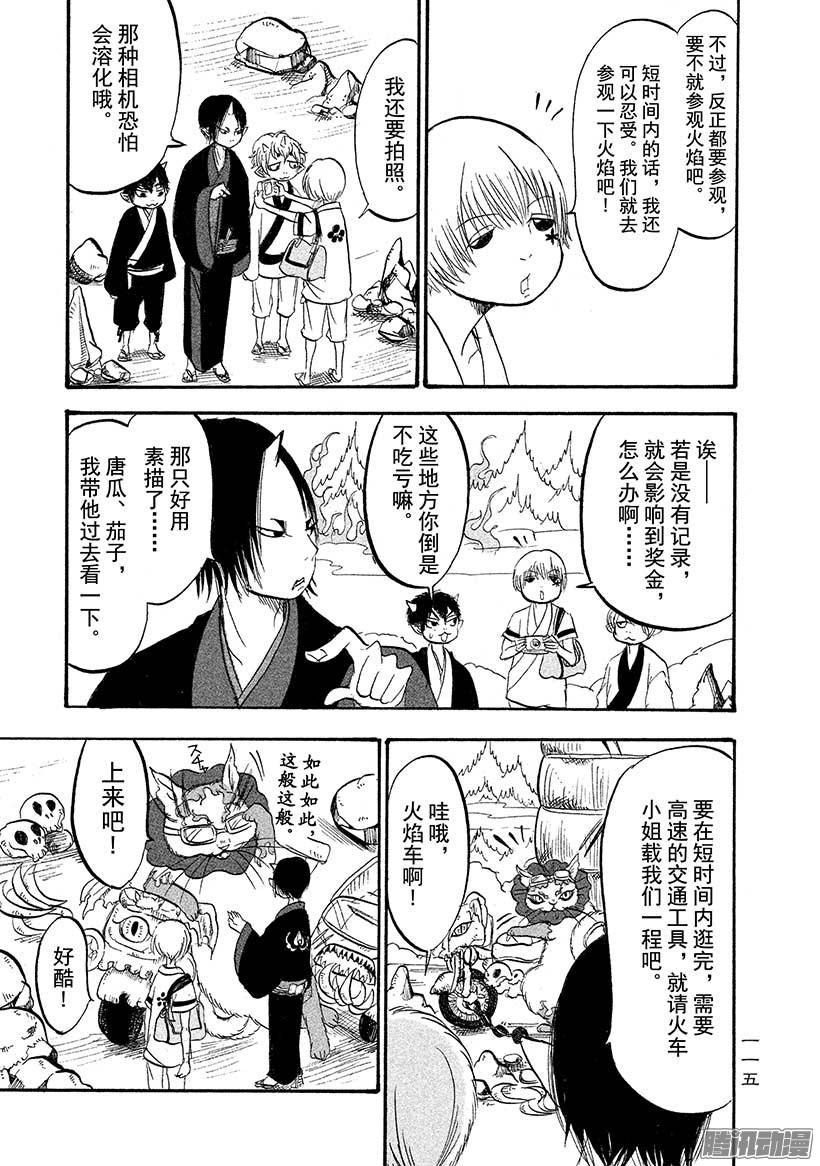 不过，反正都要参观，
要不就参观火焰吧。
短时间内的话，我还
可以忍受。我们就去
参观一下火焰吧！
我还要拍照。
那种相机恐怕
会溶化哦。
诶——
若是没有记录，
就会影响到奖金，
怎么办啊……
这些地方你倒是
不吃亏嘛。
那只好用
素描了……
唐瓜、茄子，
我带他过去看一下。
要在短时间内逛完，需要
高速的交通工具，就请火车
小姐载我们一程吧。
哇哦，
火焰车啊！
如此如此，
这般这般。
スチャ
上来吧！
好酷！
一一五
腾讯动漫